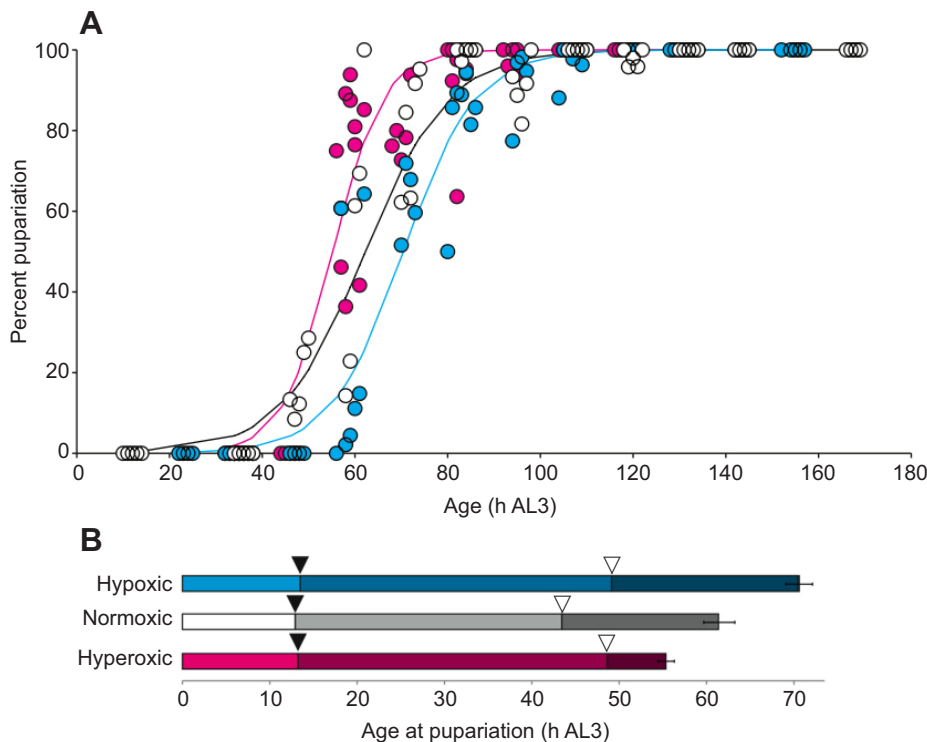 A
100
80
60
40
20
0
Percent pupariation
0 20 40 60 80 100 120 140 160 180
Age (h AL3)
B
Hypoxic
Normoxic
Hyperoxic
0 10 20 30 40 50 60 70
Age at pupariation (h AL3)